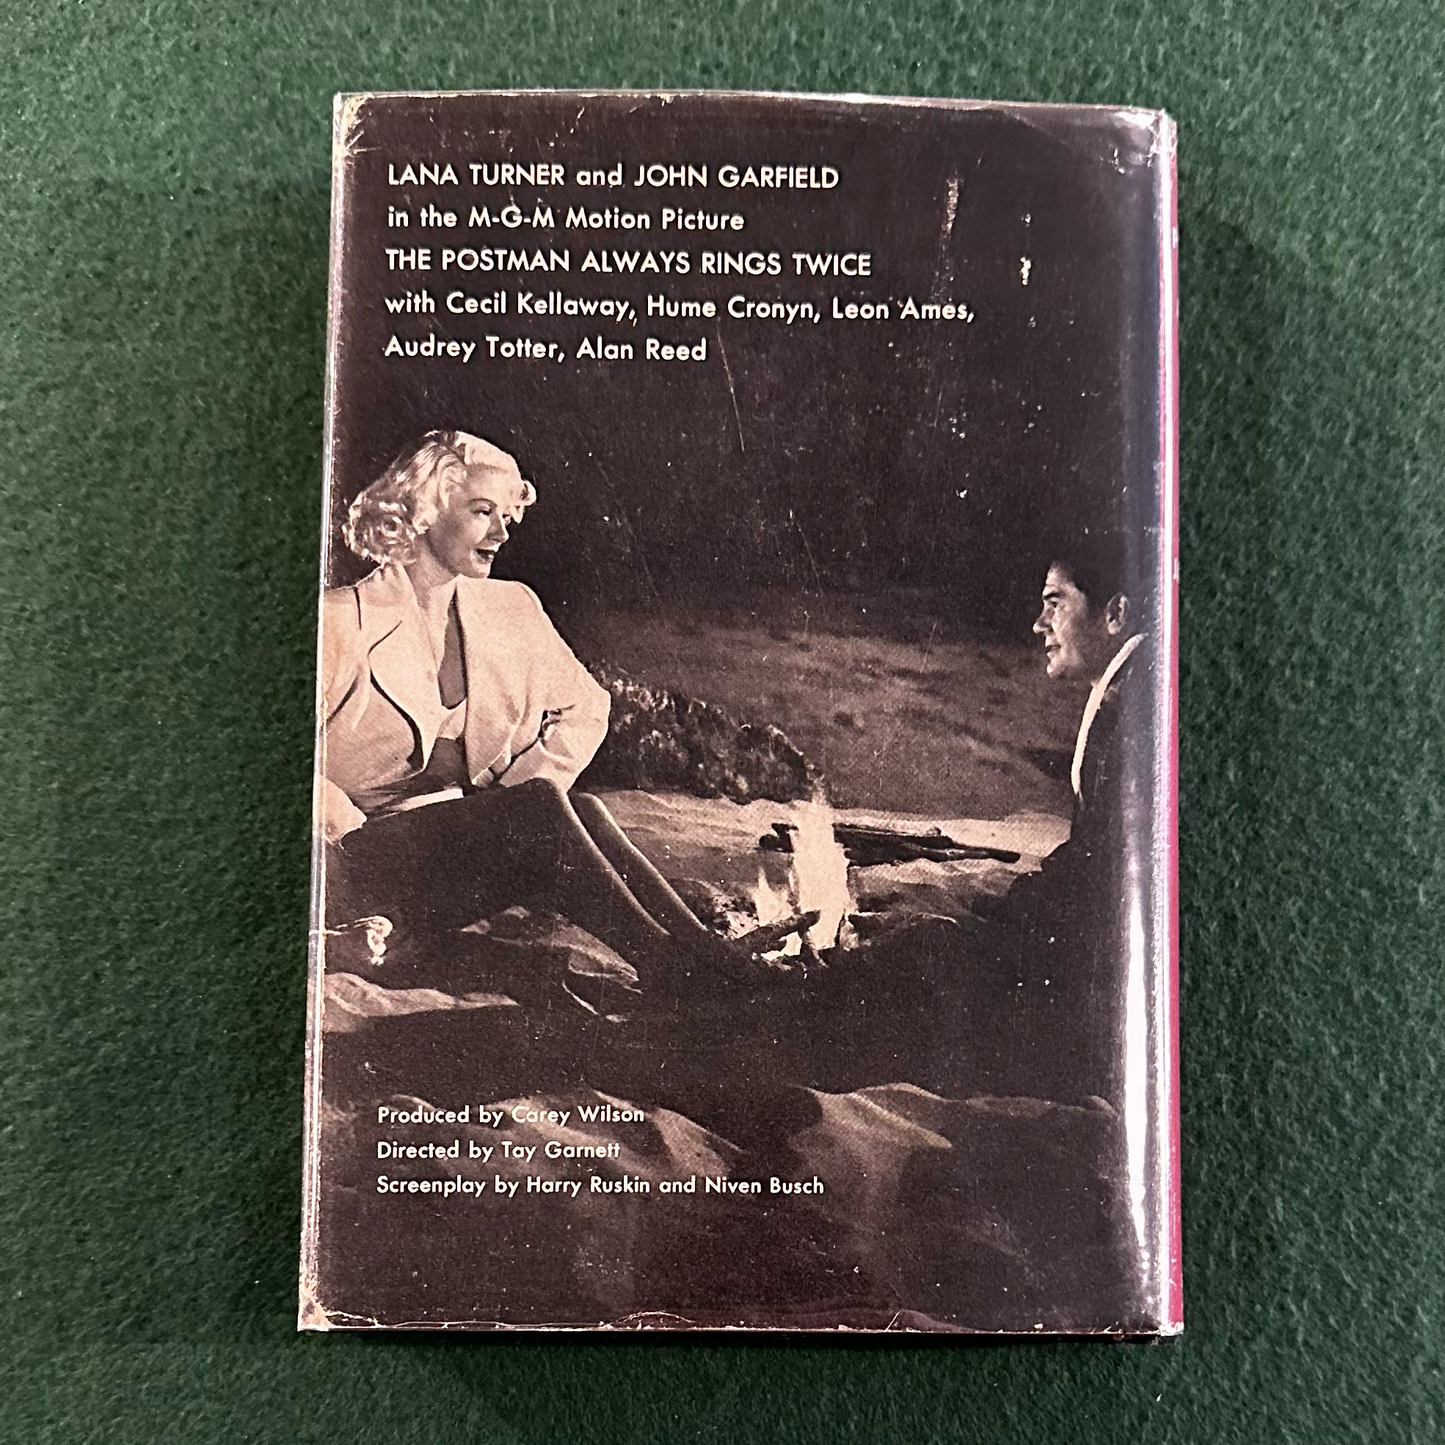 LANA TURNER and JOHN GARFIELD
in the M-G-M Motion Picture
THE POSTMAN ALWAYS RINGS TWICE
with Cecil Kellaway, Hume Cronyn, Leon Ames,
Audrey Totter, Alan Reed
Produced by Carey Wilson
Directed by Tay Garnett
Screenplay by Harry Ruskin and Niven Busch